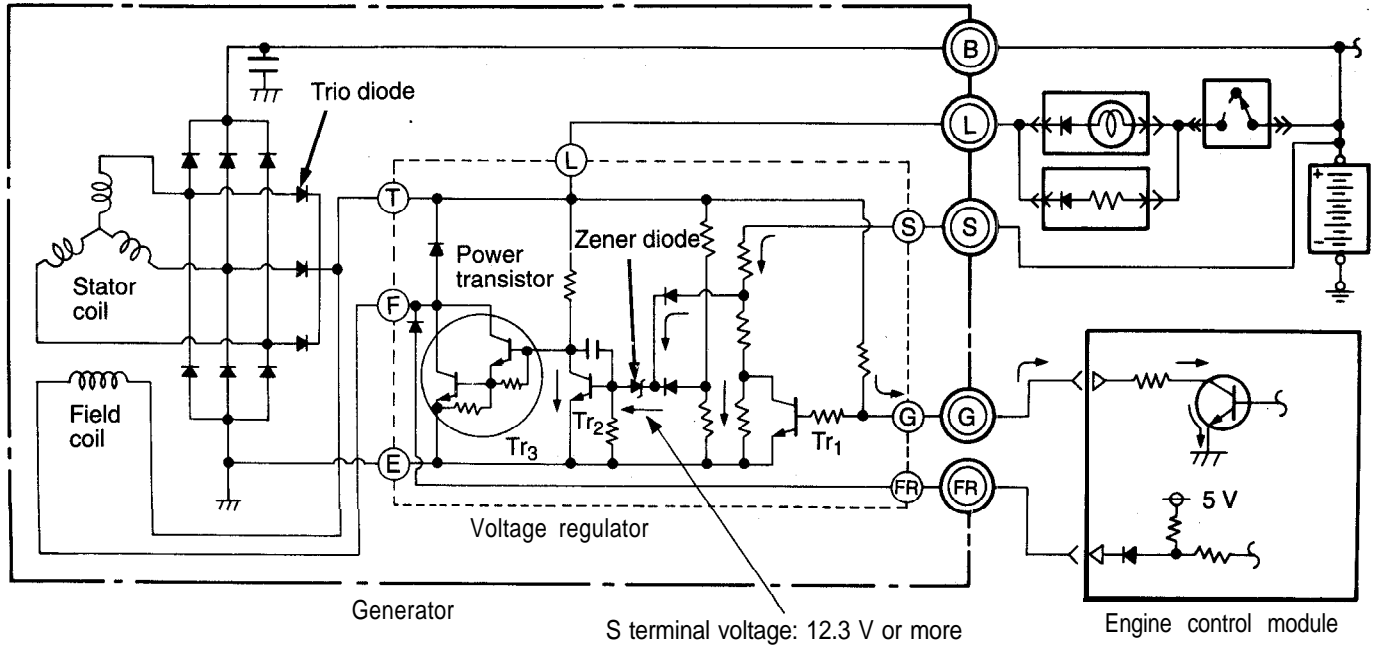 B
Trio diode
L
L
T
S
S
Zener diode
Power
transistor
Stator
coil
F
+
-
Field
coil
Tr2
Tr1
G
G
Tr3
E
FR
FR
5 V
Voltage regulator
Generator
S terminal voltage: 12.3 V or more
Engine control module